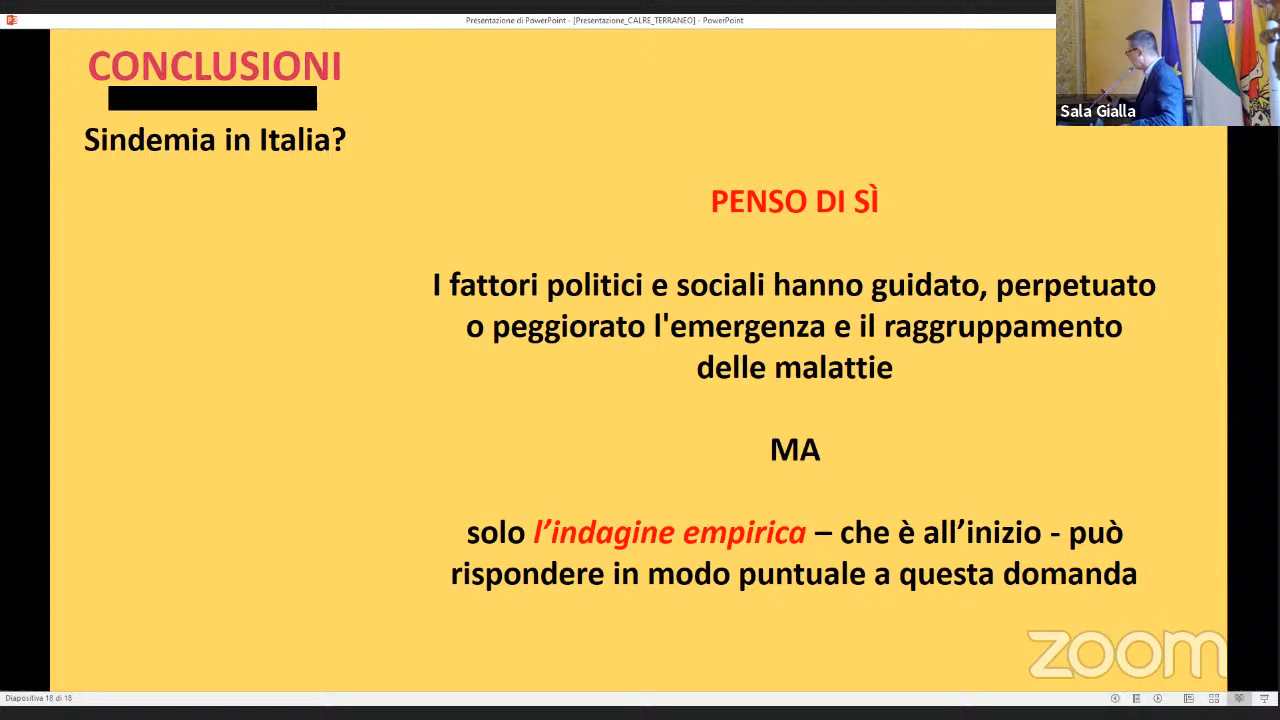 Presentazione di PowerPoint - [Presentazione_CALRE_TERRANEO] - PowerPoint
CONCLUSIONI
Sindemia in Italia?
Sala Gialla
PENSO DI SÌ
I fattori politici e sociali hanno guidato, perpetuato
o peggiorato l'emergenza e il raggruppamento
delle malattie
MA
solo l’indagine empirica – che è all’inizio - può
rispondere in modo puntuale a questa domanda
zoom
Diapositiva 18 di 18